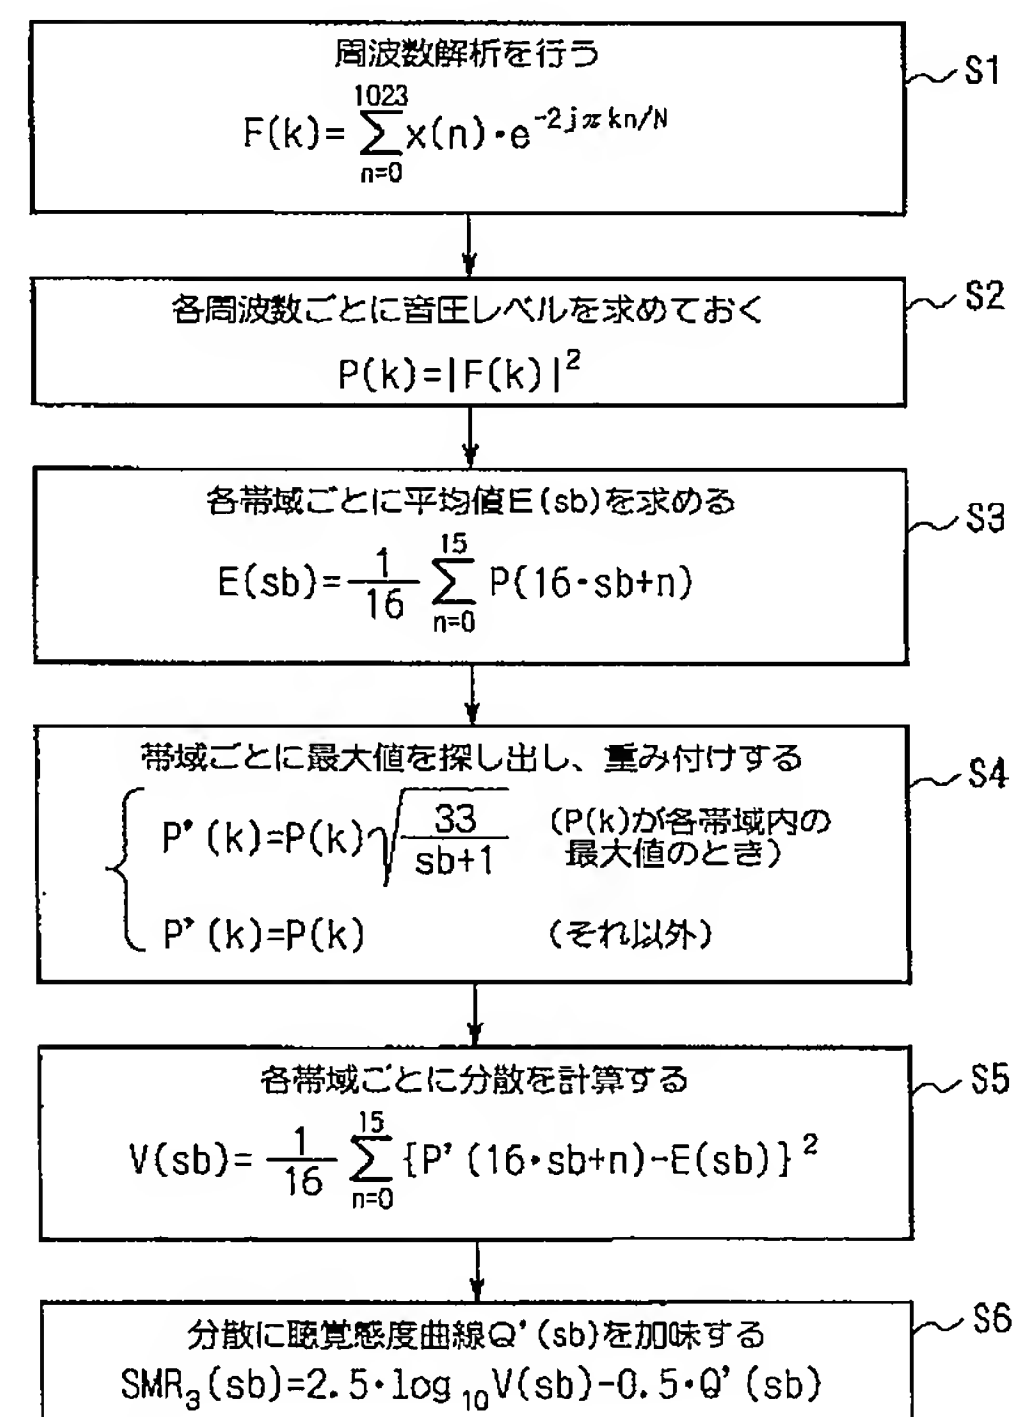 周波数解析を行う
F(k)=∑[n=0→1023] x(n)・e^{-2jπkn/N}
S1
各周波数ごとに音圧レベルを求めておく
P(k)=|F(k)|²
S2
各帯域ごとに平均値E(sb)を求める
E(sb)=1/16 ∑[n=0→15] P(16・sb+n)
S3
帯域ごとに最大値を探し出し、重み付けする
P'(k)=P(k)√(33/(sb+1)) (P(k)が各帯域内の
最大値のとき)
P'(k)=P(k) (それ以外)
S4
各帯域ごとに分散を計算する
V(sb)=1/16 ∑[n=0→15] {P'(16・sb+n)-E(sb)}²
S5
分散に聴覚感度曲線Q'(sb)を加味する
SMR₃(sb)=2.5・log₁₀V(sb)-0.5・Q'(sb)
S6